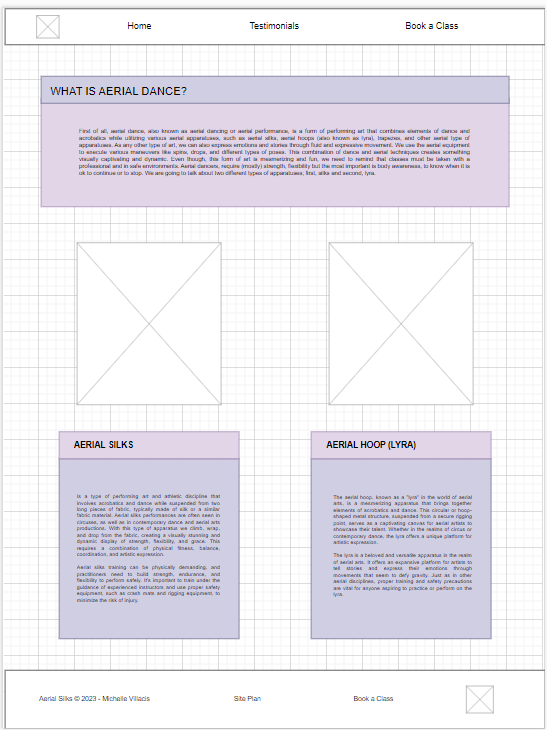 Home Testimonials Book a Class
WHAT IS AERIAL DANCE?
First of all, aerial dance, also known as aerial dancing or aerial performance, is a form of performing art that combines elements of dance and
acrobatics while utilizing various aerial apparatuses, such as aerial silks, aerial hoops (also known as lyra), trapezes, and other aerial type of
apparatuses. As any other type of art, we can also express emotions and stories through fluid and expressive movement. We use the aerial equipment
to execute various maneuvers like spins, drops, and different types of poses. This combination of dance and aerial techniques creates something
visually captivating and dynamic. Even though, this form of art is mesmerizing and fun, we need to remind that classes must be taken with a
professional and in safe environments. Aerial dancers, require (mostly) strength, flexibility but the most important is body awareness, to know when it is
ok to continue or to stop. We are going to talk about two different types of apparatuses; first, silks and second, lyra.
AERIAL SILKS
Is a type of performing art and athletic discipline that
involves acrobatics and dance while suspended from two
long pieces of fabric, typically made of silk or a similar
fabric material. Aerial silks performances are often seen in
circuses, as well as in contemporary dance and aerial arts
productions. With this type of apparatus we climb, wrap,
and drop from the fabric, creating a visually stunning and
dynamic display of strength, flexibility, and grace. This
requires a combination of physical fitness, balance,
coordination, and artistic expression.
Aerial silks training can be physically demanding, and
practitioners need to build strength, endurance, and
flexibility to perform safely. It's important to train under the
guidance of experienced instructors and use proper safety
equipment, such as crash mats and rigging equipment, to
minimize the risk of injury.
AERIAL HOOP (LYRA)
The aerial hoop, known as a "lyra" in the world of aerial
arts, is a mesmerizing apparatus that brings together
elements of acrobatics and dance. This circular or hoop-
shaped metal structure, suspended from a secure rigging
point, serves as a captivating canvas for aerial artists to
showcase their talent. Whether in the realms of circus or
contemporary dance, the lyra offers a unique platform for
artistic expression.
The lyra is a beloved and versatile apparatus in the realm
of aerial arts. It offers an expansive platform for artists to
tell stories and express their emotions through
movements that seem to defy gravity. Just as in other
aerial disciplines, proper training and safety precautions
are vital for anyone aspiring to practice or perform on the
lyra.
Aerial Silks © 2023 - Michelle Villacis Site Plan Book a Class